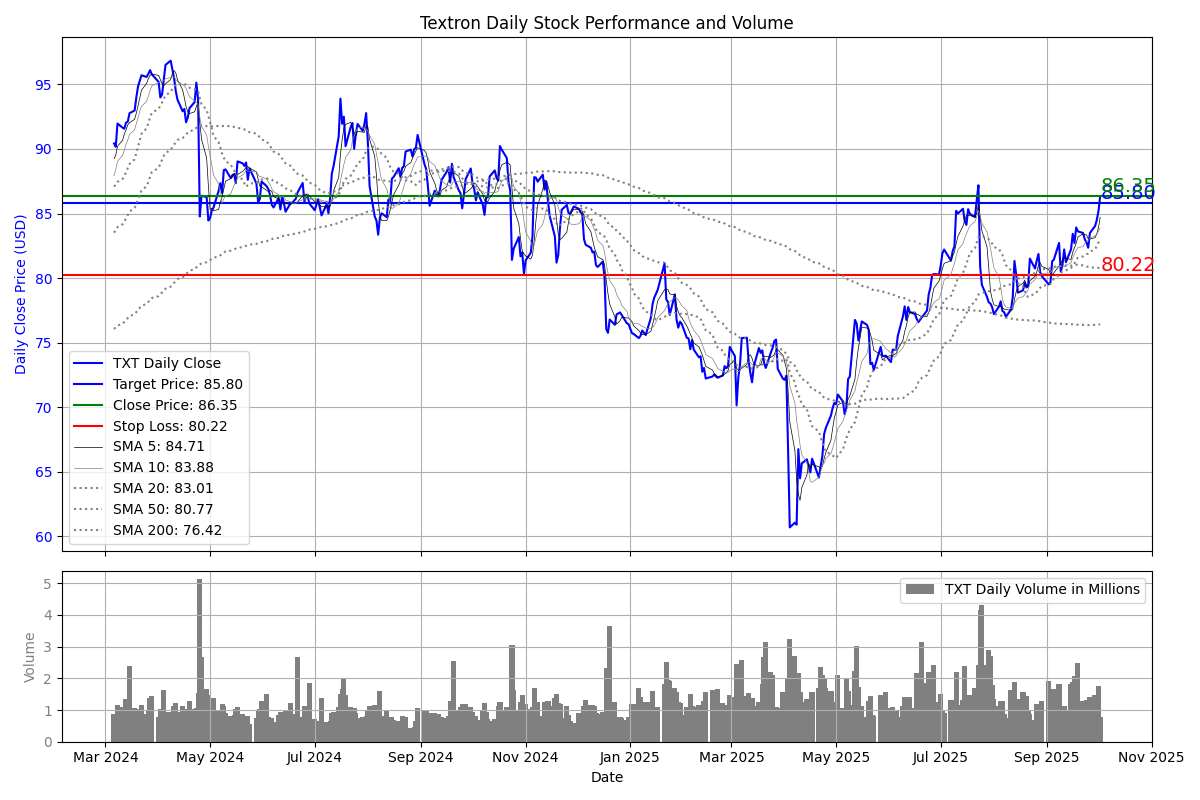 Textron Daily Stock Performance and Volume
Daily Close Price (USD)
95
90
85
80
75
70
65
60
86.35
85.80
80.22
TXT Daily Close
Target Price: 85.80
Close Price: 86.35
Stop Loss: 80.22
SMA 5: 84.71
SMA 10: 83.88
SMA 20: 83.01
SMA 50: 80.77
SMA 200: 76.42
Volume
5
4
3
2
1
0
TXT Daily Volume in Millions
Mar 2024 May 2024 Jul 2024 Sep 2024 Nov 2024 Jan 2025 Mar 2025 May 2025 Jul 2025 Sep 2025 Nov 2025
Date